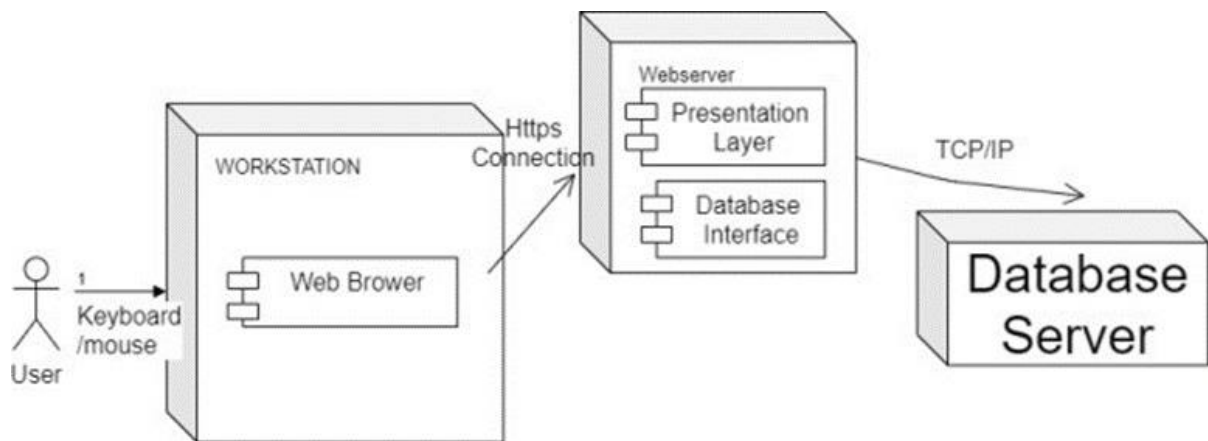 User
1
Keyboard
/mouse
WORKSTATION
Web Brower
Https
Connection
Webserver
Presentation
Layer
Database
Interface
TCP/IP
Database
Server